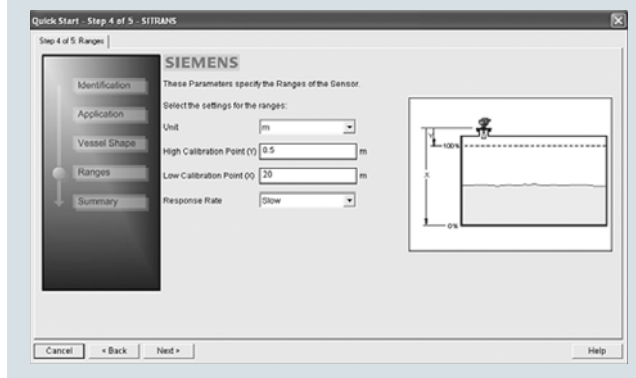 Quick Start - Step 4 of 5 - SITRANS
Step 4 of 5: Ranges
SIEMENS
Identification
Application
Vessel Shape
Ranges
Summary
These Parameters specify the Ranges of the Sensor.
Select the settings for the ranges:
Unit m
High Calibration Point (Y) 0.5 m
Low Calibration Point (X) 20 m
Response Rate Slow
Y
100%
X
0%
Cancel < Back Next > Help